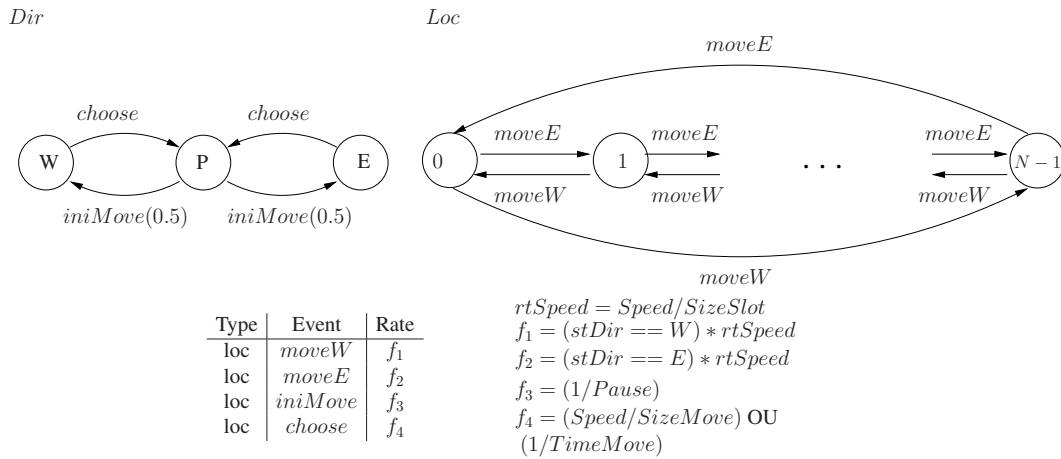 Dir
Loc
moveE
choose
choose
W
P
E
iniMove(0.5)
iniMove(0.5)
0
moveE
moveW
1
moveE
moveW
. . .
moveE
moveW
N − 1
moveW
Type Event Rate
loc moveW f1
loc moveE f2
loc iniMove f3
loc choose f4
rtSpeed = Speed/SizeSlot
f1 = (stDir == W) ∗ rtSpeed
f2 = (stDir == E) ∗ rtSpeed
f3 = (1/Pause)
f4 = (Speed/SizeMove) OU
(1/TimeMove)